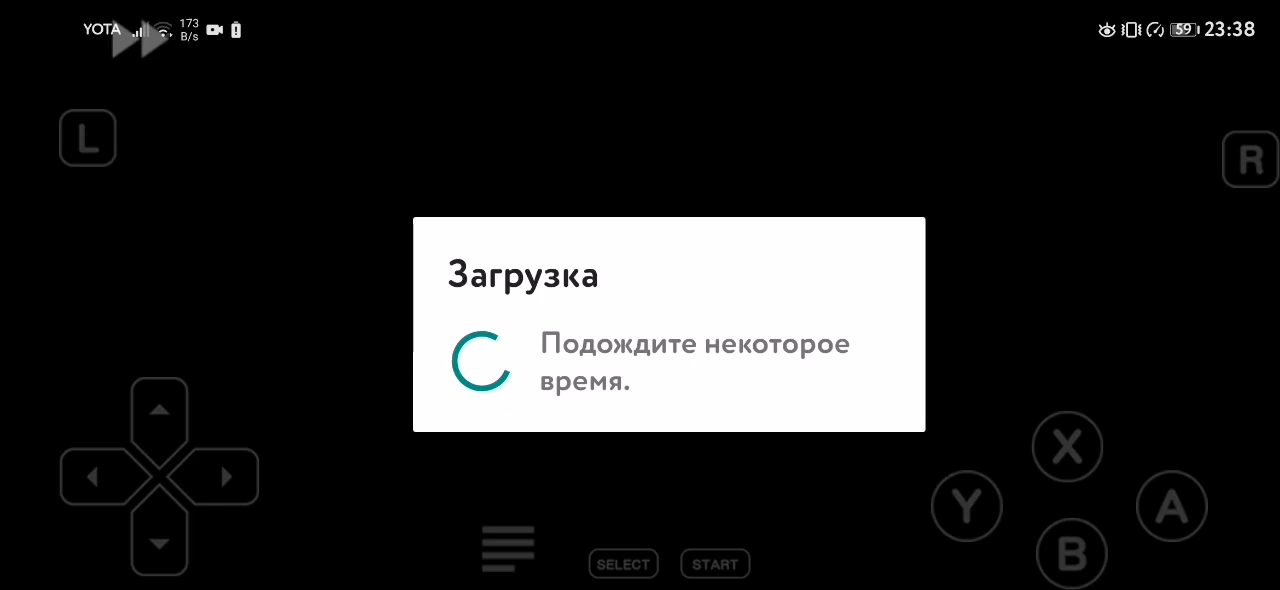 YOTA 173 B/s 59 23:38
L
R
Загрузка
Подождите некоторое
время.
X
Y
A
B
SELECT
START